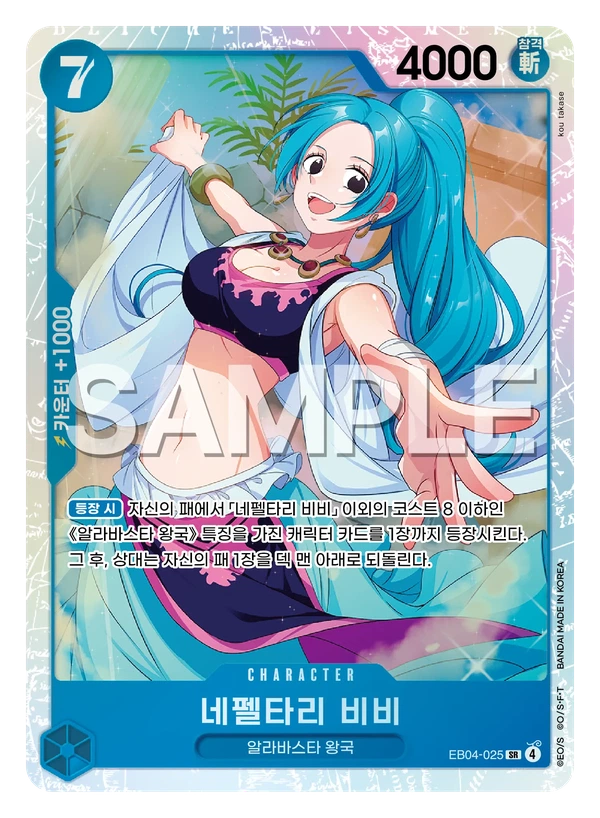 7
4000
참격
斬
kou takase
⚡카운터 +1000
SAMPLE
등장 시 자신의 패에서 「네펠타리 비비」 이외의 코스트 8 이하인
《알라바스타 왕국》 특징을 가진 캐릭터 카드를 1장까지 등장시킨다.
그 후, 상대는 자신의 패 1장을 덱 맨 아래로 되돌린다.
CHARACTER
네펠타리 비비
알라바스타 왕국
EB04-025 SR 4
©EO/S ©O/S·F·T BANDAI MADE IN KOREA